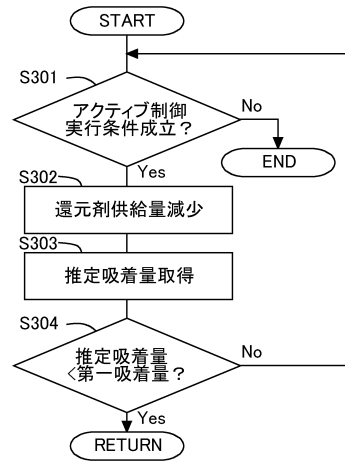 START
S301
アクティブ制御
実行条件成立？
No
END
Yes
S302
還元剤供給量減少
S303
推定吸着量取得
S304
推定吸着量
<第一吸着量？
No
Yes
RETURN